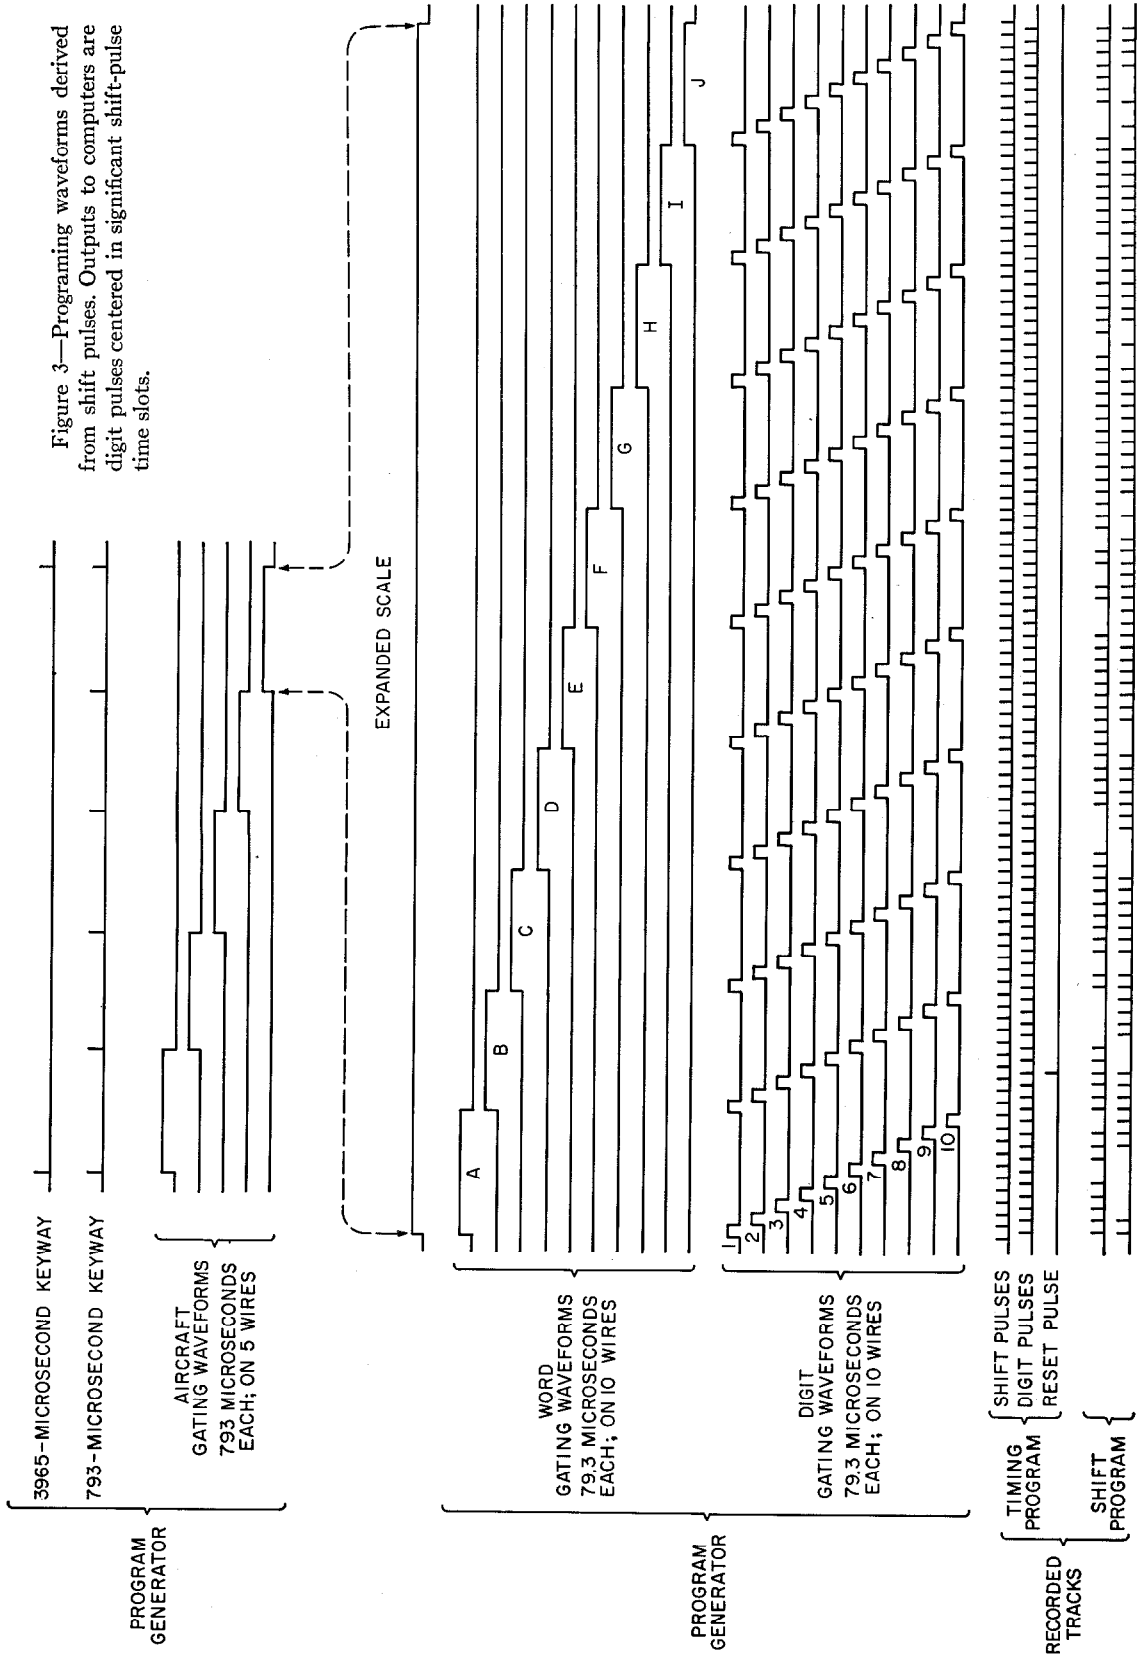 Figure 3—Programing waveforms derived
from shift pulses. Outputs to computers are
digit pulses centered in significant shift-pulse
time slots.
PROGRAM
GENERATOR
3965-MICROSECOND KEYWAY
793-MICROSECOND KEYWAY
AIRCRAFT
GATING WAVEFORMS
793 MICROSECONDS
EACH; ON 5 WIRES
EXPANDED SCALE
PROGRAM
GENERATOR
WORD
GATING WAVEFORMS
79.3 MICROSECONDS
EACH; ON 10 WIRES
A
B
C
D
E
F
G
H
I
J
DIGIT
GATING WAVEFORMS
79.3 MICROSECONDS
EACH; ON 10 WIRES
1
2
3
4
5
6
7
8
9
10
RECORDED
TRACKS
TIMING
PROGRAM
SHIFT PULSES
DIGIT PULSES
RESET PULSE
SHIFT
PROGRAM